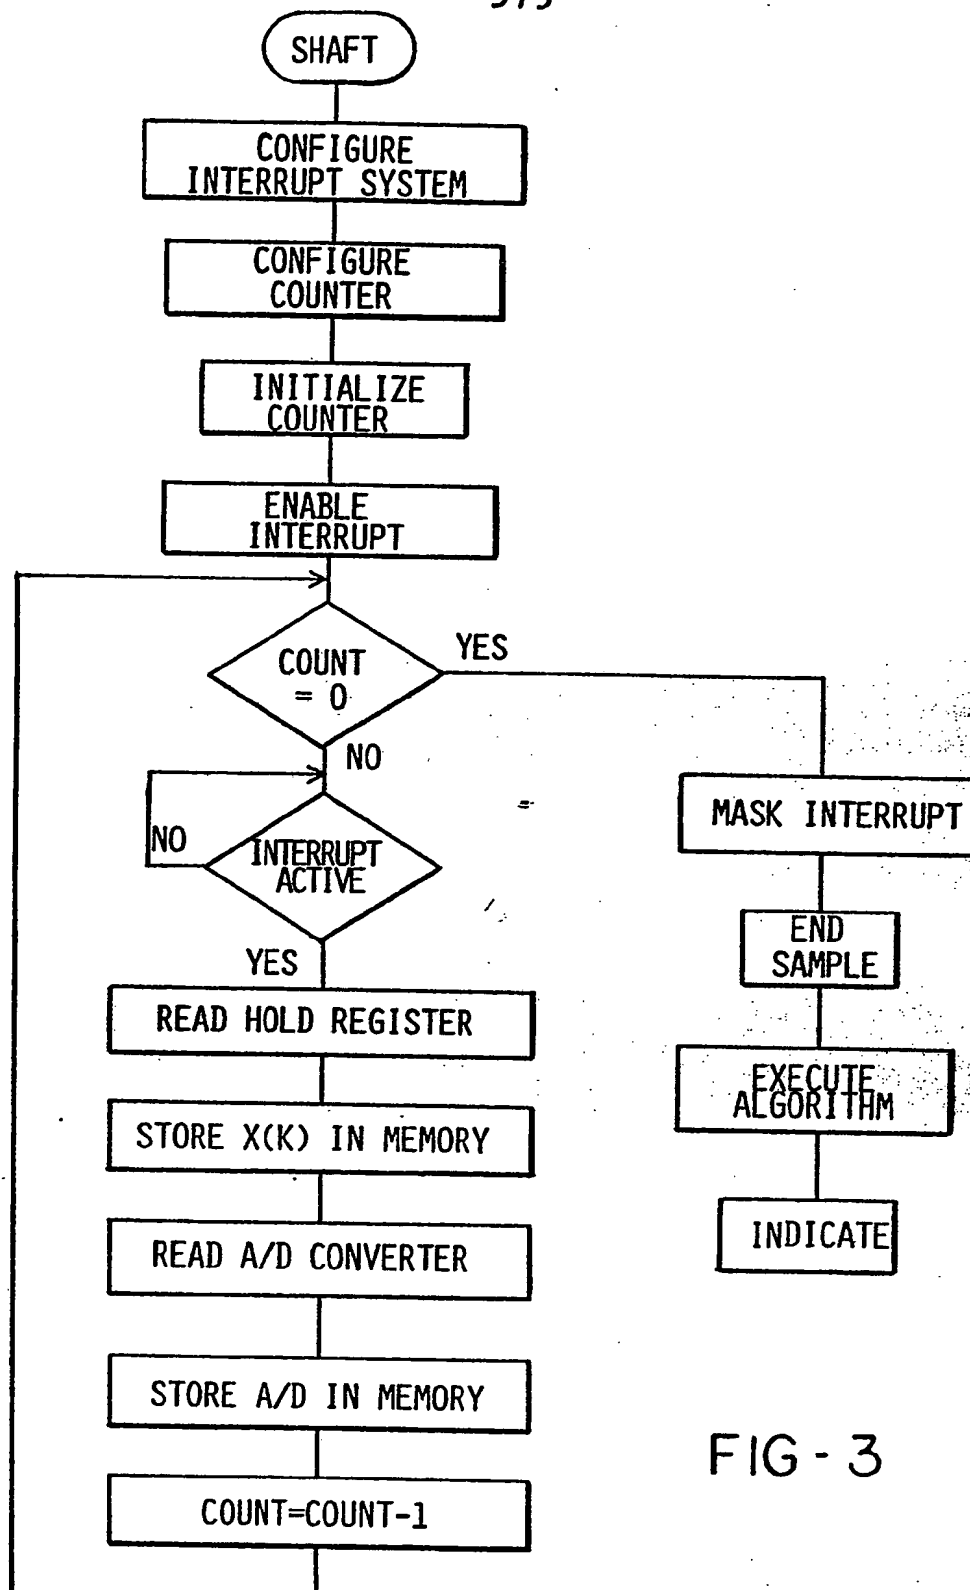 SHAFT
CONFIGURE
INTERRUPT SYSTEM
CONFIGURE
COUNTER
INITIALIZE
COUNTER
ENABLE
INTERRUPT
COUNT
= 0
YES
NO
INTERRUPT
ACTIVE
NO
YES
READ HOLD REGISTER
STORE X(K) IN MEMORY
READ A/D CONVERTER
STORE A/D IN MEMORY
COUNT=COUNT-1
MASK INTERRUPT
END
SAMPLE
EXECUTE
ALGORITHM
INDICATE
FIG-3